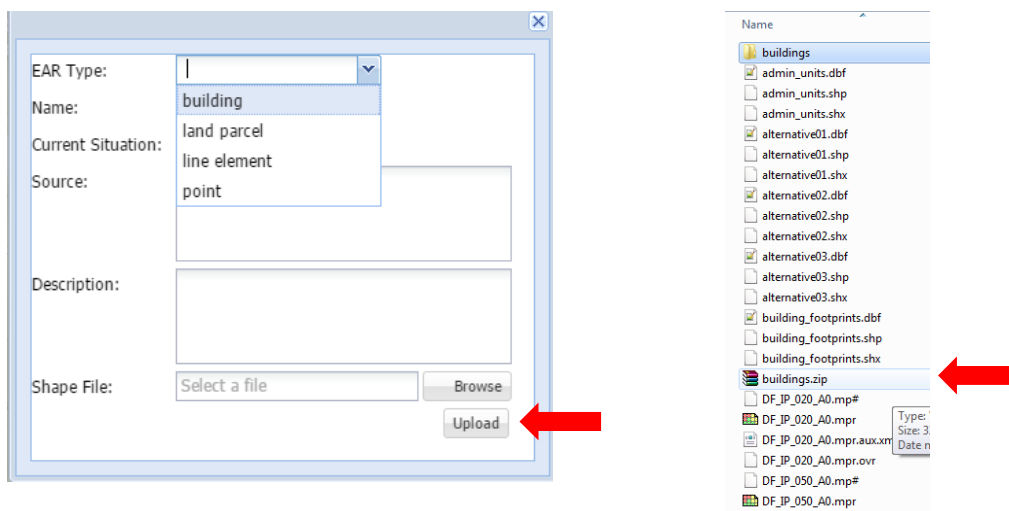 EAR Type:
building
Name:
land parcel
Current Situation:
line element
Source:
point
Description:
Shape File:
Select a file
Browse
Upload
Name
buildings
admin_units.dbf
admin_units.shp
admin_units.shx
alternative01.dbf
alternative01.shp
alternative01.shx
alternative02.dbf
alternative02.shp
alternative02.shx
alternative03.dbf
alternative03.shp
alternative03.shx
building_footprints.dbf
building_footprints.shp
building_footprints.shx
buildings.zip
DF_IP_020_A0.mp#
DF_IP_020_A0.mpr
Type:
DF_IP_020_A0.mpr.aux.xm
Size: 3
Date
DF_IP_020_A0.mpr.ovr
DF_IP_050_A0.mp#
DF_IP_050_A0.mpr